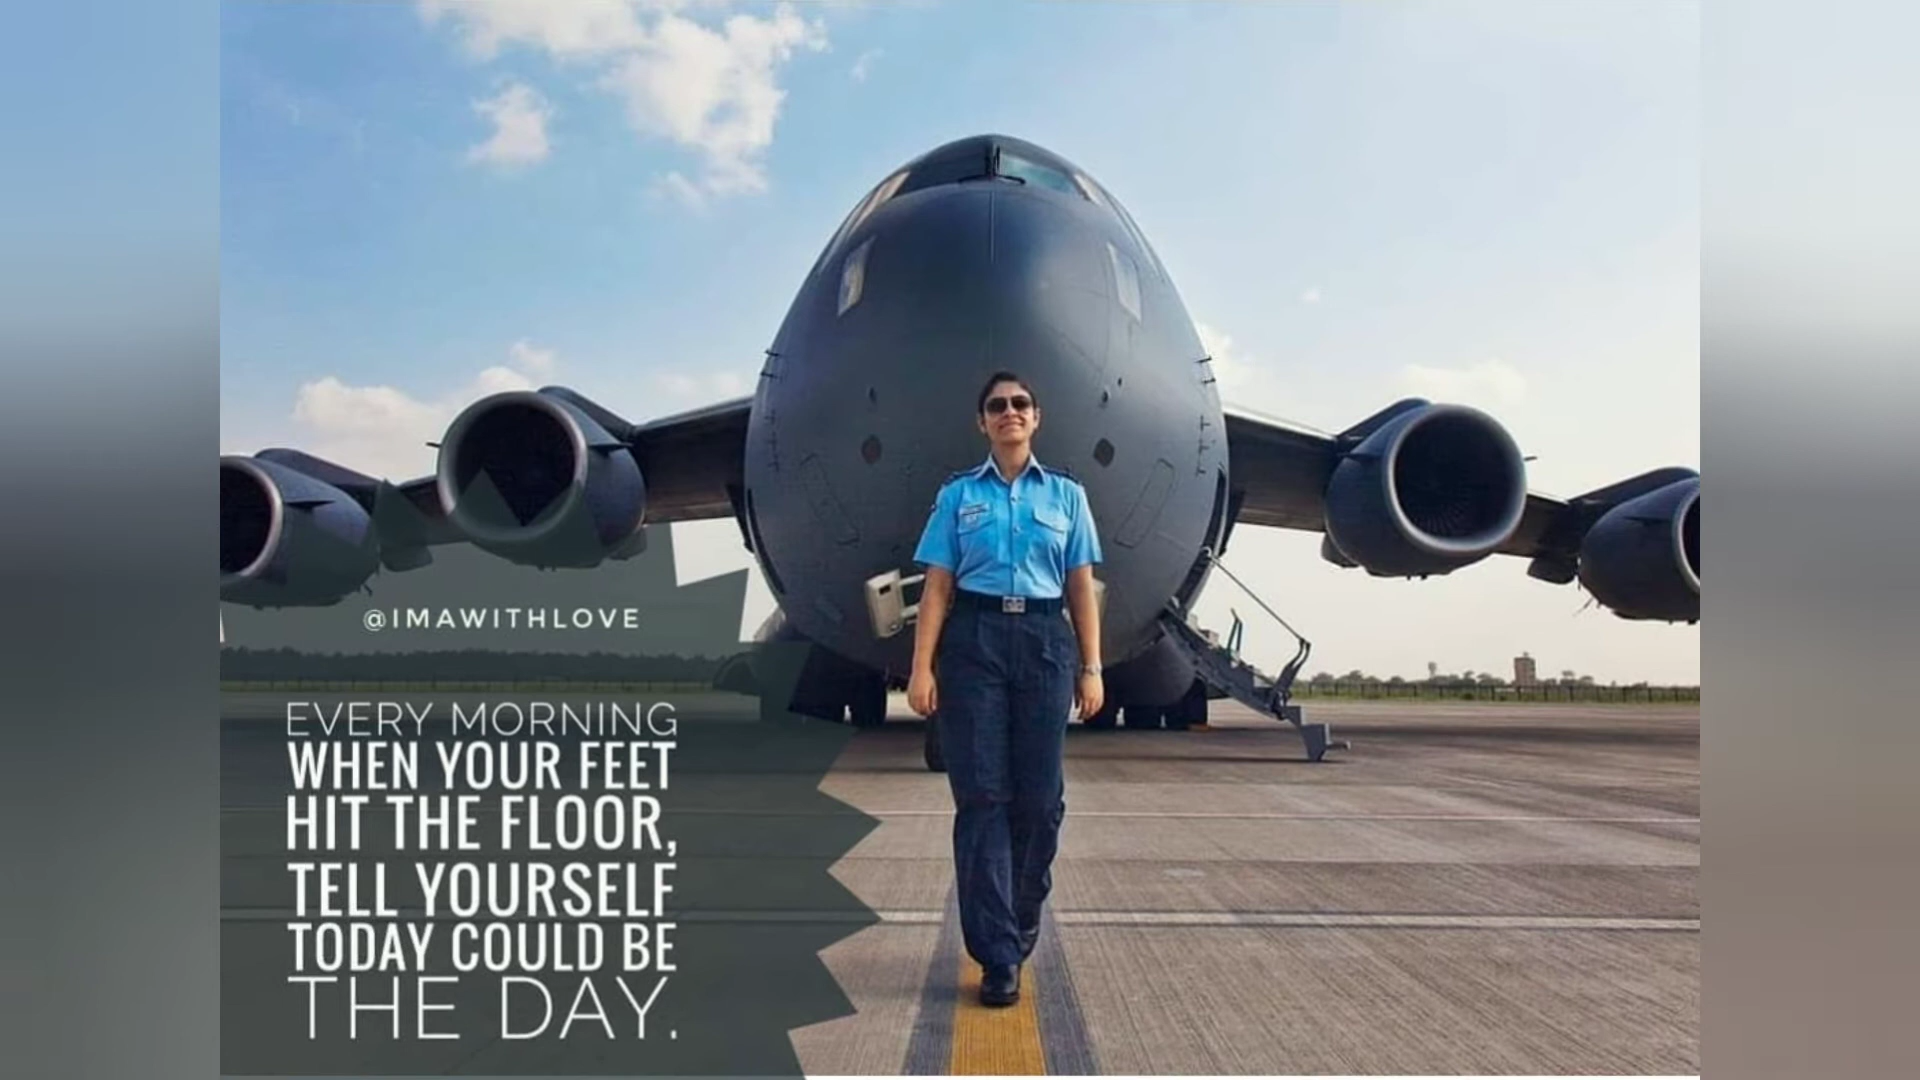 @IMAWITHLOVE
EVERY MORNING
WHEN YOUR FEET
HIT THE FLOOR,
TELL YOURSELF
TODAY COULD BE
THE DAY.